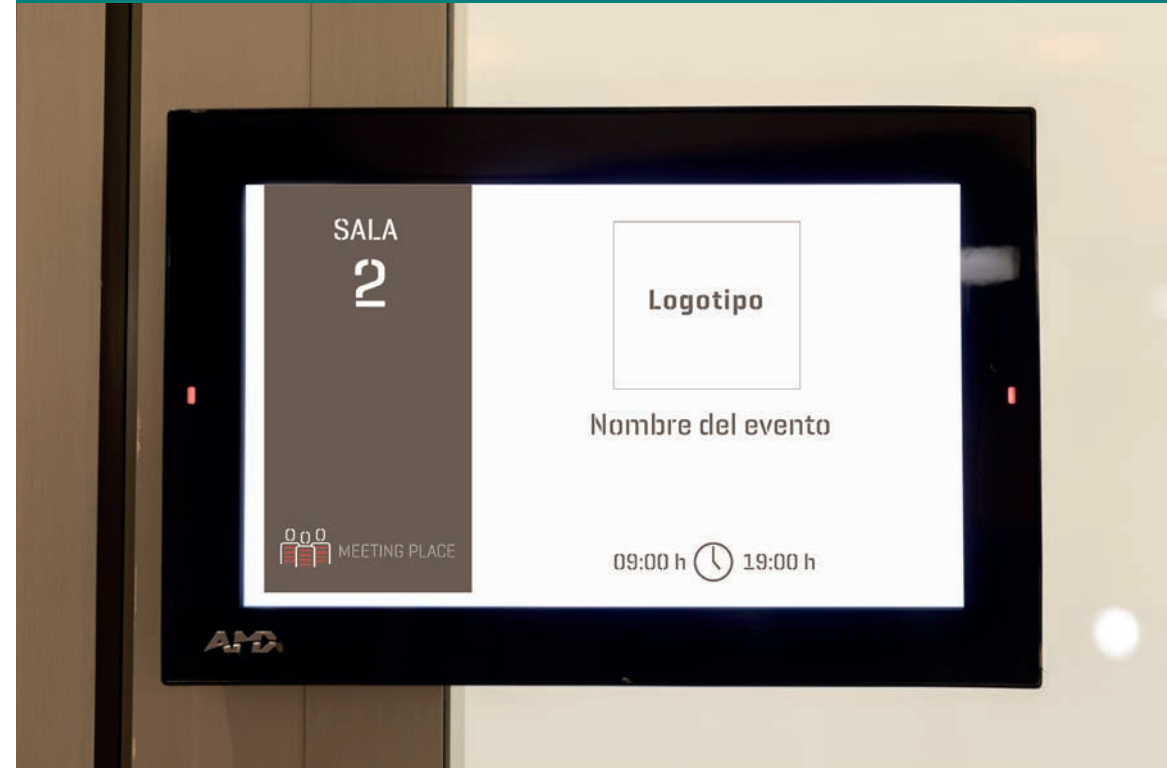 SALA
2
MEETING PLACE
Logotipo
Nombre del evento
09:00 h 19:00 h
AMX